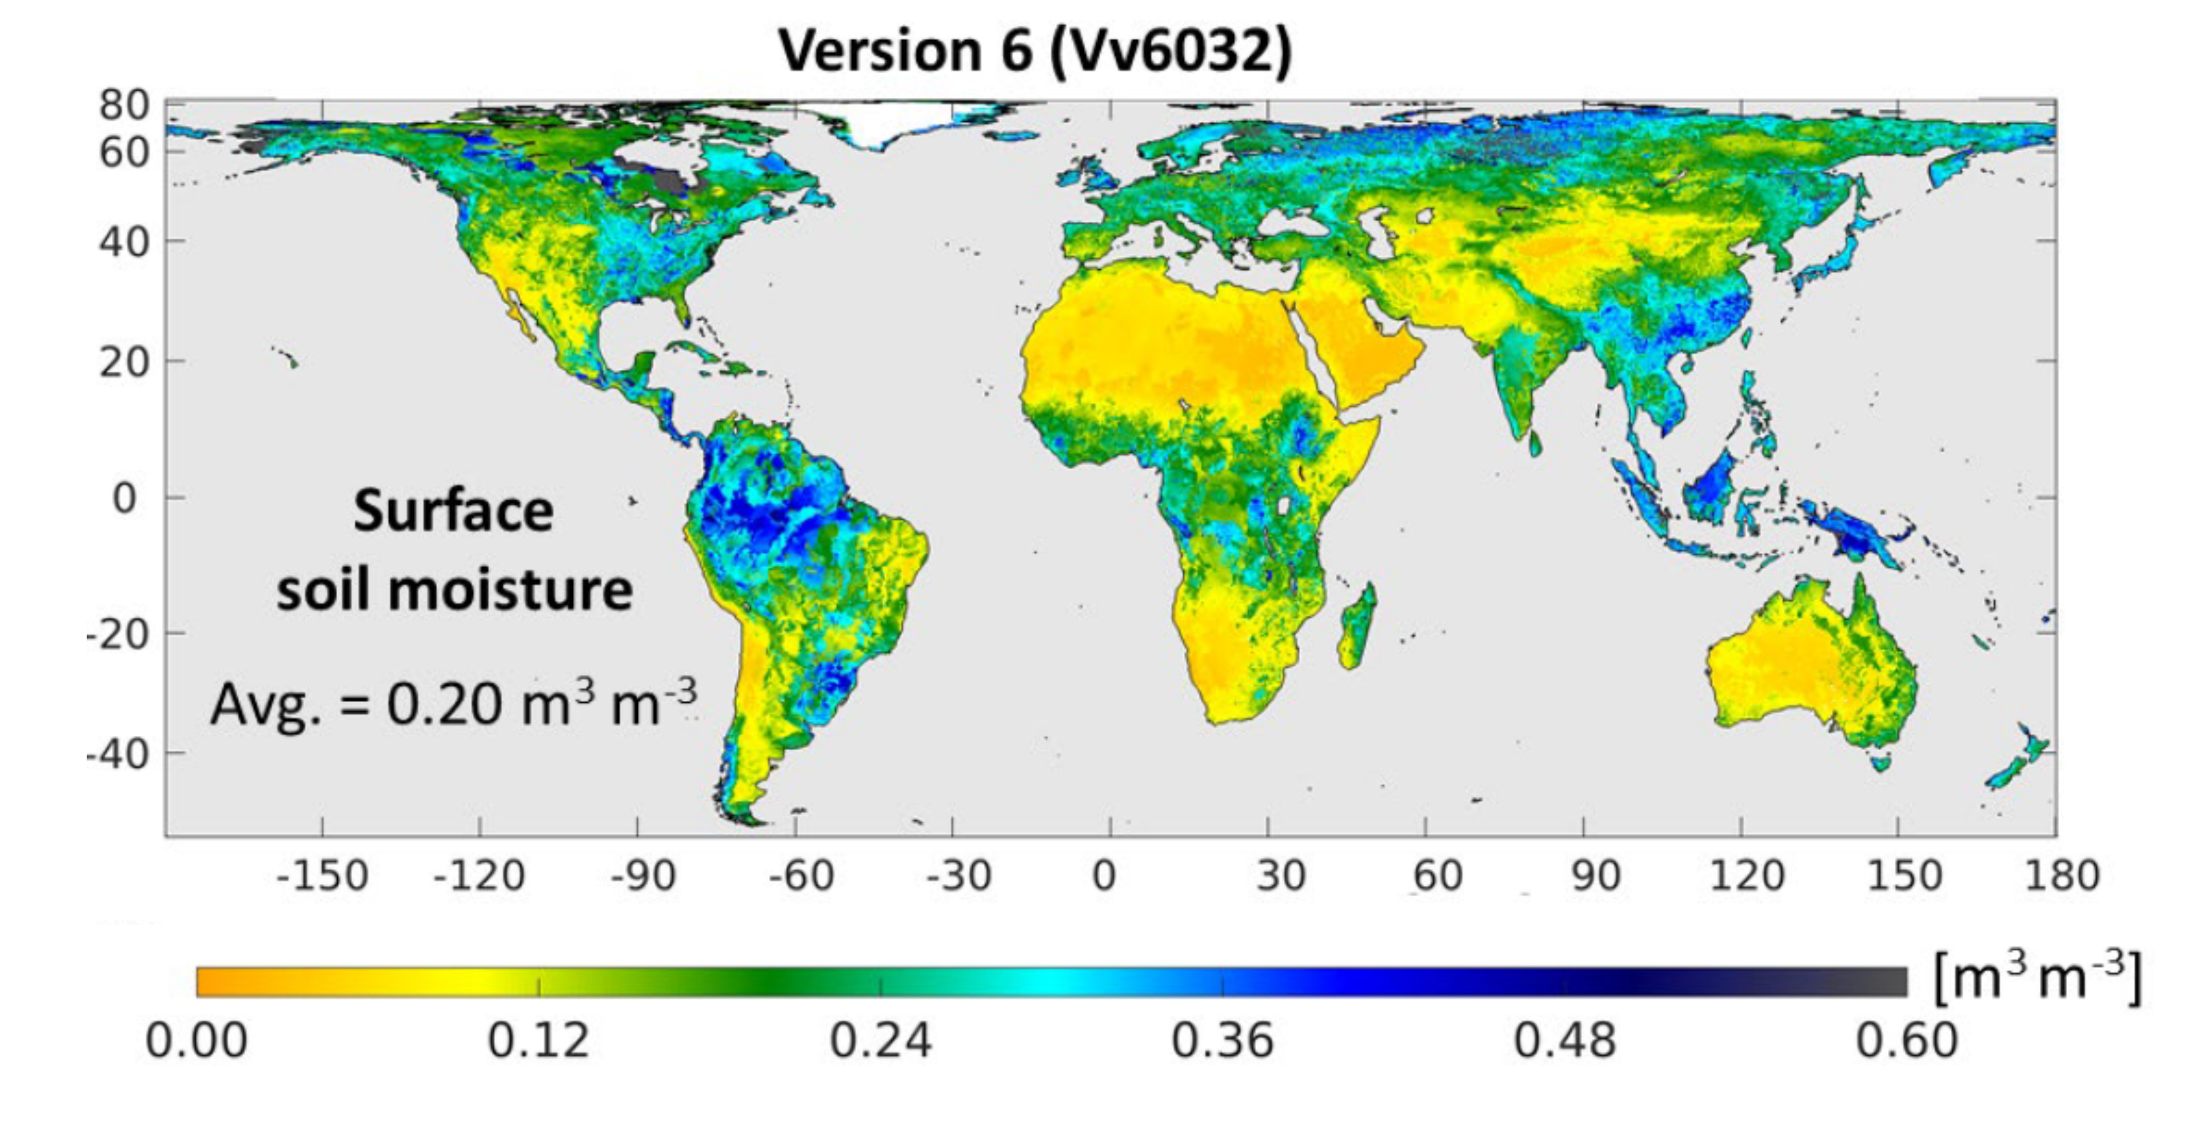 Version 6 (Vv6032)
80
60
40
20
0
-20
-40
Surface
soil moisture
Avg. = 0.20 m³ m⁻³
-150 -120 -90 -60 -30 0 30 60 90 120 150 180
[m³ m⁻³]
0.00 0.12 0.24 0.36 0.48 0.60